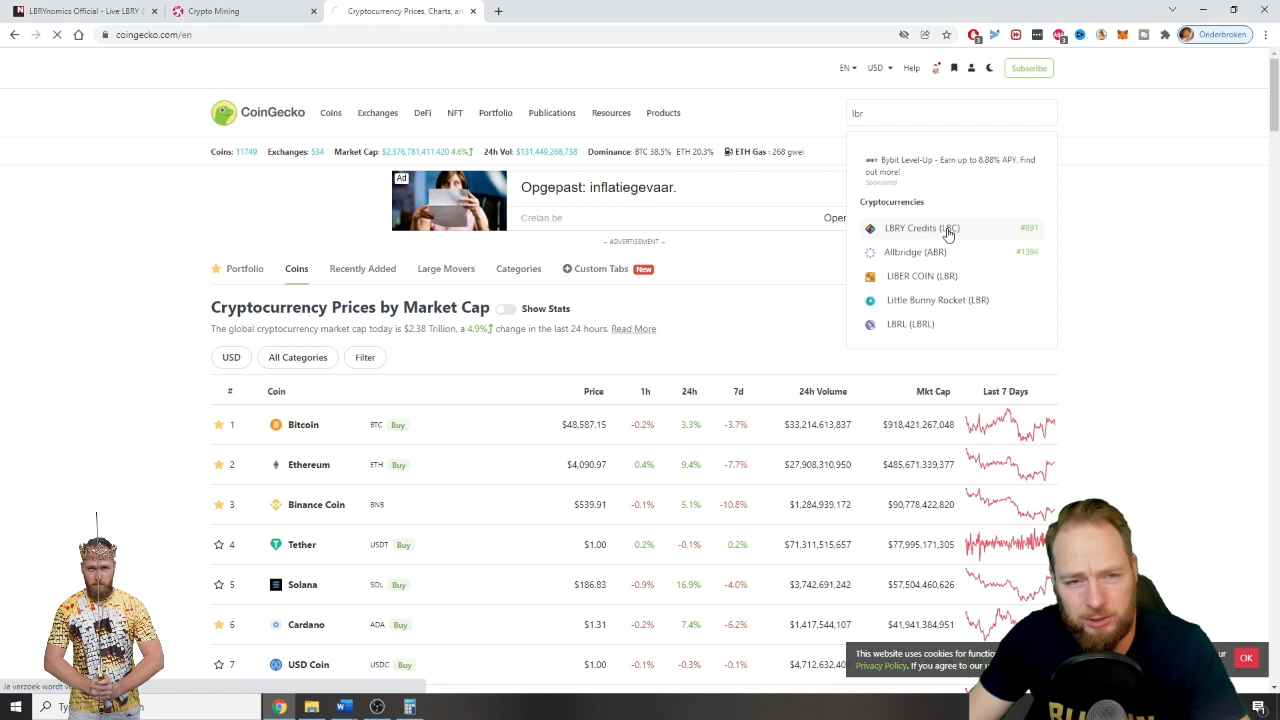 LBRYnomics Official - Live LBRY &
Crypto Mining
Cryptocurrency Prices, Charts, an
coingecko.com/en
Onderbroken
EN
USD
Help
Subscribe
CoinGecko
Coins
Exchanges
DeFi
NFT
Portfolio
Publications
Resources
Products
lbr
Coins: 11749 Exchanges: 534 Market Cap: $2,376,781,411,420 4.6% 24h Vol: $131,449,268,738 Dominance: BTC 38.5% ETH 20.3% ETH Gas: 268 gwei
Bybit Level-Up - Earn up to 8.88% APY. Find
out more!
Sponsored
Cryptocurrencies
LBRY Credits (LBC) #891
Allbridge (ABR) #1394
LIBER COIN (LBR)
Little Bunny Rocket (LBR)
LBRL (LBRL)
Ad
Opgepast: inflatiegevaar.
Crelan be
~ ADVERTISEMENT ~
Portfolio
Coins
Recently Added
Large Movers
Categories
Custom Tabs New
Cryptocurrency Prices by Market Cap
Show Stats
The global cryptocurrency market cap today is $2.38 Trillion, a 4.9% change in the last 24 hours. Read More
USD
All Categories
Filter
# Coin Price 1h 24h 7d 24h Volume Mkt Cap Last 7 Days
1 Bitcoin BTC Buy $48,587.15 -0.2% 3.3% -3.7% $33,214,613,837 $918,421,267,048
2 Ethereum ETH Buy $4,090.97 0.4% 9.4% -7.7% $27,908,310,950 $485,671,339,377
3 Binance Coin BNB $539.91 -0.1% 5.1% -10.8% $1,284,939,172 $90,778,422,820
4 Tether USDT Buy $1.00 0.2% -0.1% 0.2% $71,311,515,657 $77,995,171,305
5 Solana SOL Buy $186.83 -0.9% 16.9% -4.0% $3,742,691,242 $57,504,460,626
6 Cardano ADA Buy $1.31 -0.2% 7.4% -6.2% $1,417,544,107 $41,941,384,951
7 USD Coin USDC Buy $1.00 -0.1% -0.3% -0.1%
This website uses cookies for
Privacy Policy. If you agree to our
OK
Je verzoek wordt